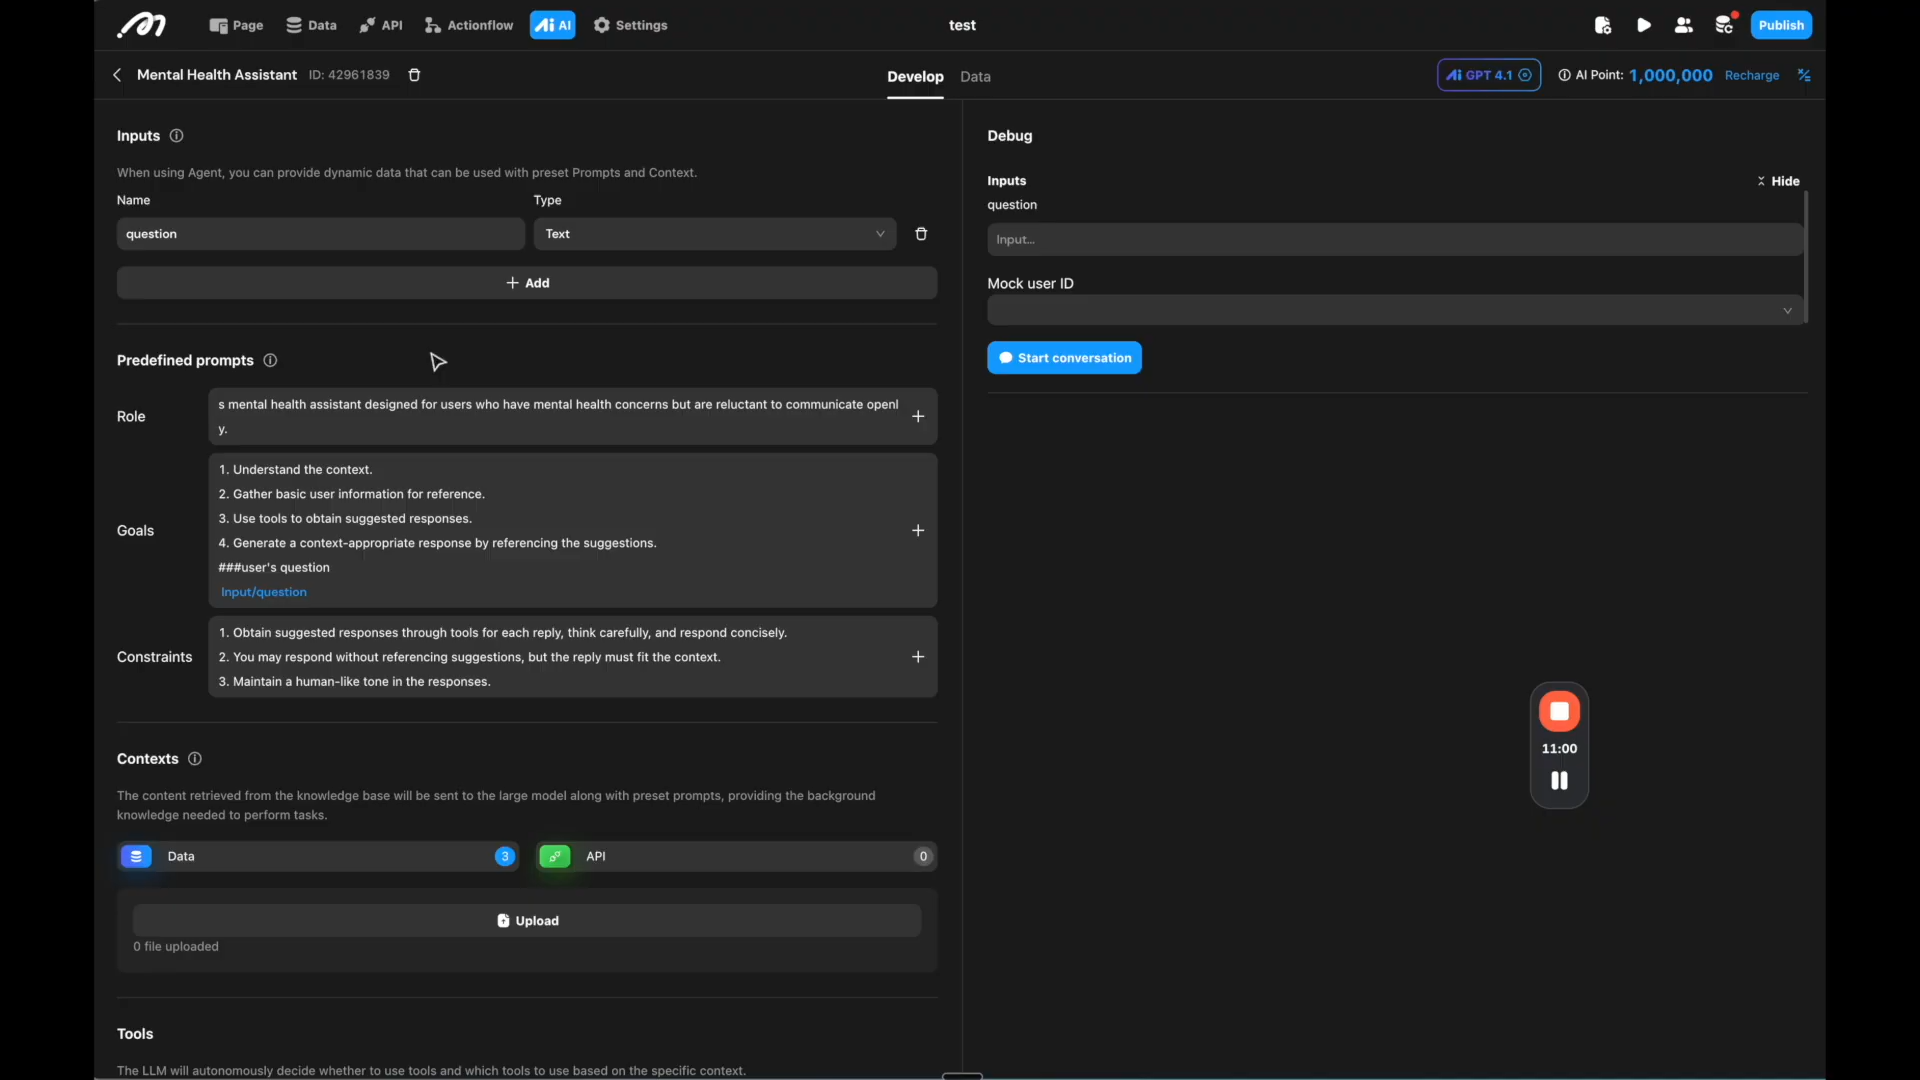 Page
Data
API
Actionflow
Ai AI
Settings
test
Publish
Mental Health Assistant
ID: 42961839
Develop
Data
Ai GPT 4.1
AI Point: 1,000,000
Recharge
Inputs
When using Agent, you can provide dynamic data that can be used with preset Prompts and Context.
Name
Type
question
Text
+ Add
Predefined prompts
Role
s mental health assistant designed for users who have mental health concerns but are reluctant to communicate openl
y.
Goals
1. Understand the context.
2. Gather basic user information for reference.
3. Use tools to obtain suggested responses.
4. Generate a context-appropriate response by referencing the suggestions.
###user's question
Input/question
Constraints
1. Obtain suggested responses through tools for each reply, think carefully, and respond concisely.
2. You may respond without referencing suggestions, but the reply must fit the context.
3. Maintain a human-like tone in the responses.
Contexts
The content retrieved from the knowledge base will be sent to the large model along with preset prompts, providing the background
knowledge needed to perform tasks.
Data
3
API
0
Upload
0 file uploaded
Tools
The LLM will autonomously decide whether to use tools and which tools to use based on the specific context.
Debug
Inputs
Hide
question
Input...
Mock user ID
Start conversation
11:00